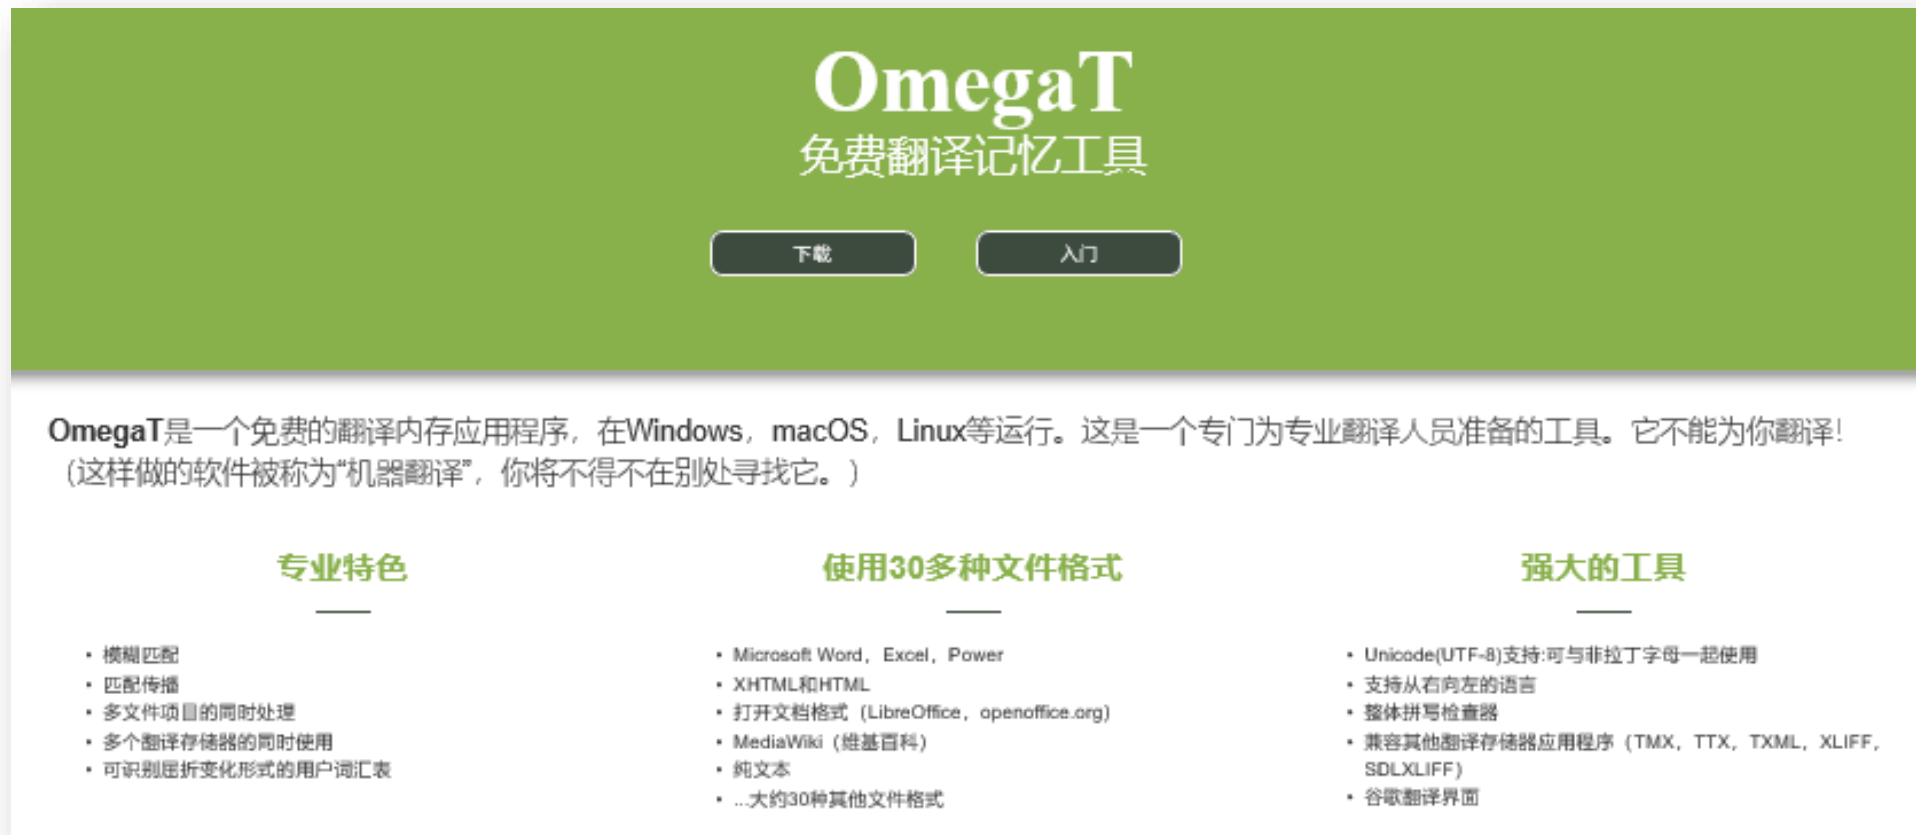 OmegaT
免费翻译记忆工具
下载
入门
OmegaT是一个免费的翻译内存应用程序，在Windows，macOS，Linux等运行。这是一个专门为专业翻译人员准备的工具。它不能为你翻译！
（这样做的软件被称为“机器翻译”，你将不得不在别处寻找它。）
专业特色
• 模糊匹配
• 匹配传播
• 多文件项目的同时处理
• 多个翻译存储器的同时使用
• 可识别屈折变化形式的用户词汇表
使用30多种文件格式
• Microsoft Word，Excel，Power
• XHTML和HTML
• 打开文档格式（LibreOffice，openoffice.org)
• MediaWiki（维基百科）
• 纯文本
• ...大约30种其他文件格式
强大的工具
• Unicode(UTF-8)支持:可与非拉丁字母一起使用
• 支持从右向左的语言
• 整体拼写检查器
• 兼容其他翻译存储器应用程序（TMX，TTX，TXML，XLIFF，
SDLXLIFF）
• 谷歌翻译界面